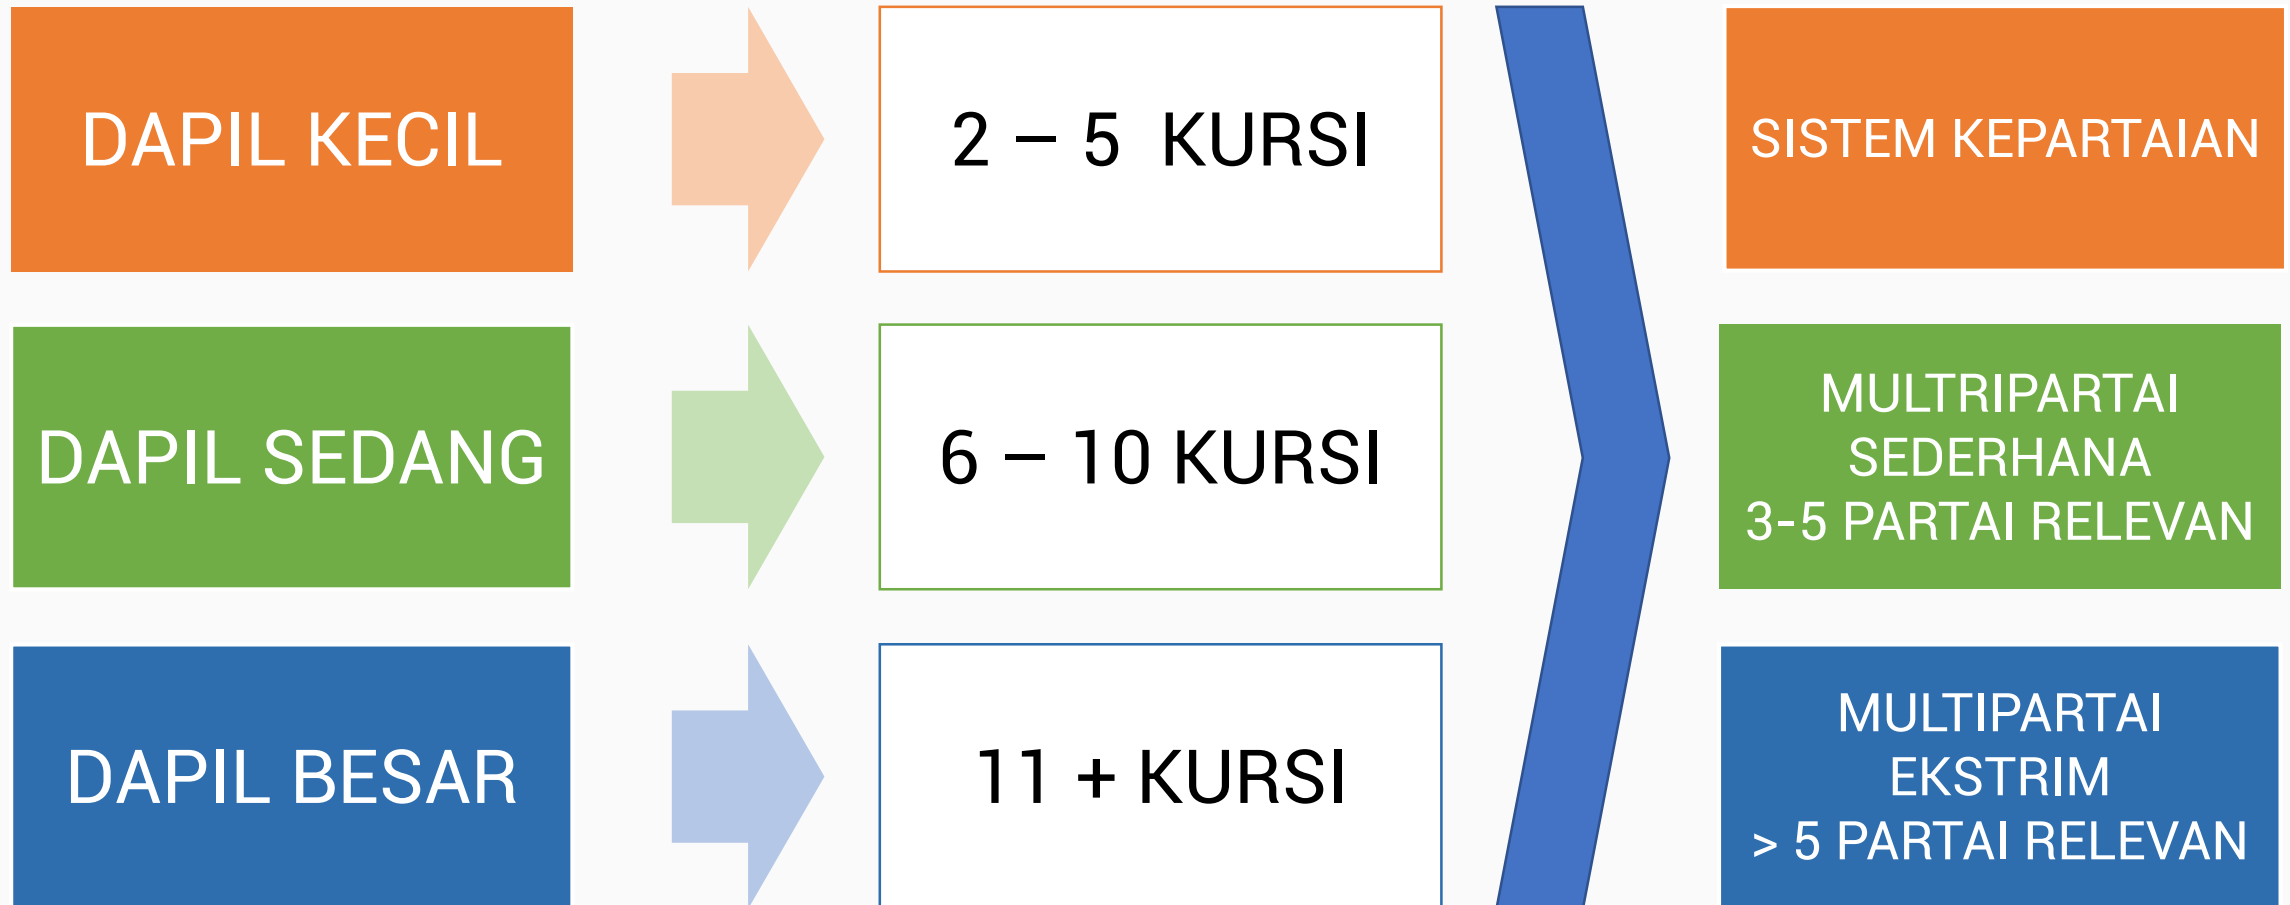 DAPIL KECIL
2 – 5 KURSI
SISTEM KEPARTAIAN
DAPIL SEDANG
6 – 10 KURSI
MULTRIPARTAI
SEDERHANA
3-5 PARTAI RELEVAN
DAPIL BESAR
11 + KURSI
MULTIPARTAI
EKSTRIM
> 5 PARTAI RELEVAN